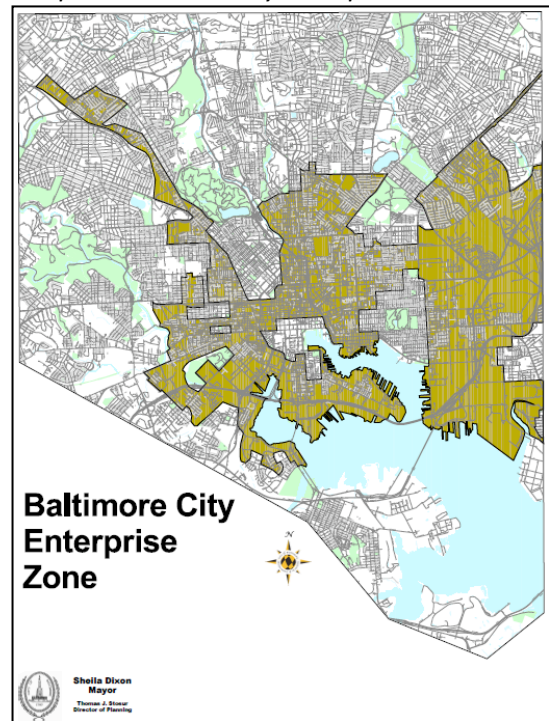 Baltimore City
Enterprise
Zone
N
Sheila Dixon
Mayor
Thomas J. Stosur
Director of Planning